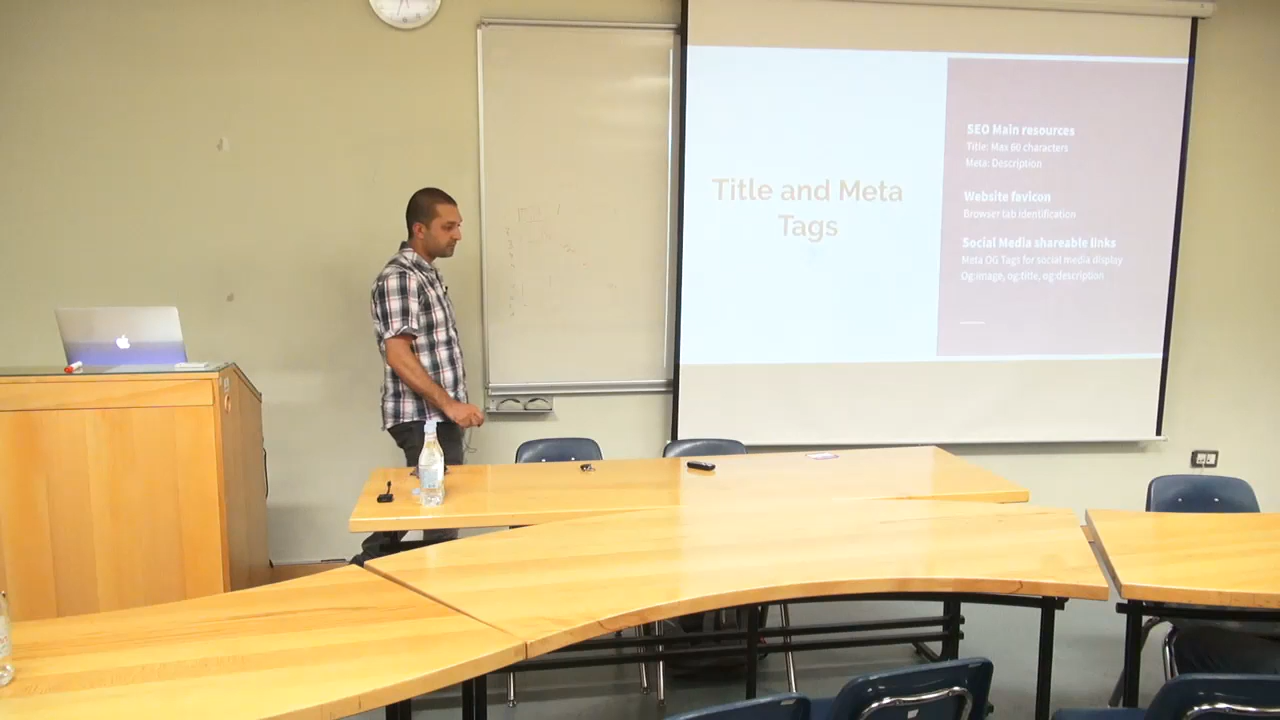 Title and Meta
Tags
SEO Main resources
Title: Max 60 characters
Meta: Description
Website favicon
Browser tab identification
Social Media shareable links
Meta OG Tags for social media display
Og:image, og:title, og:description